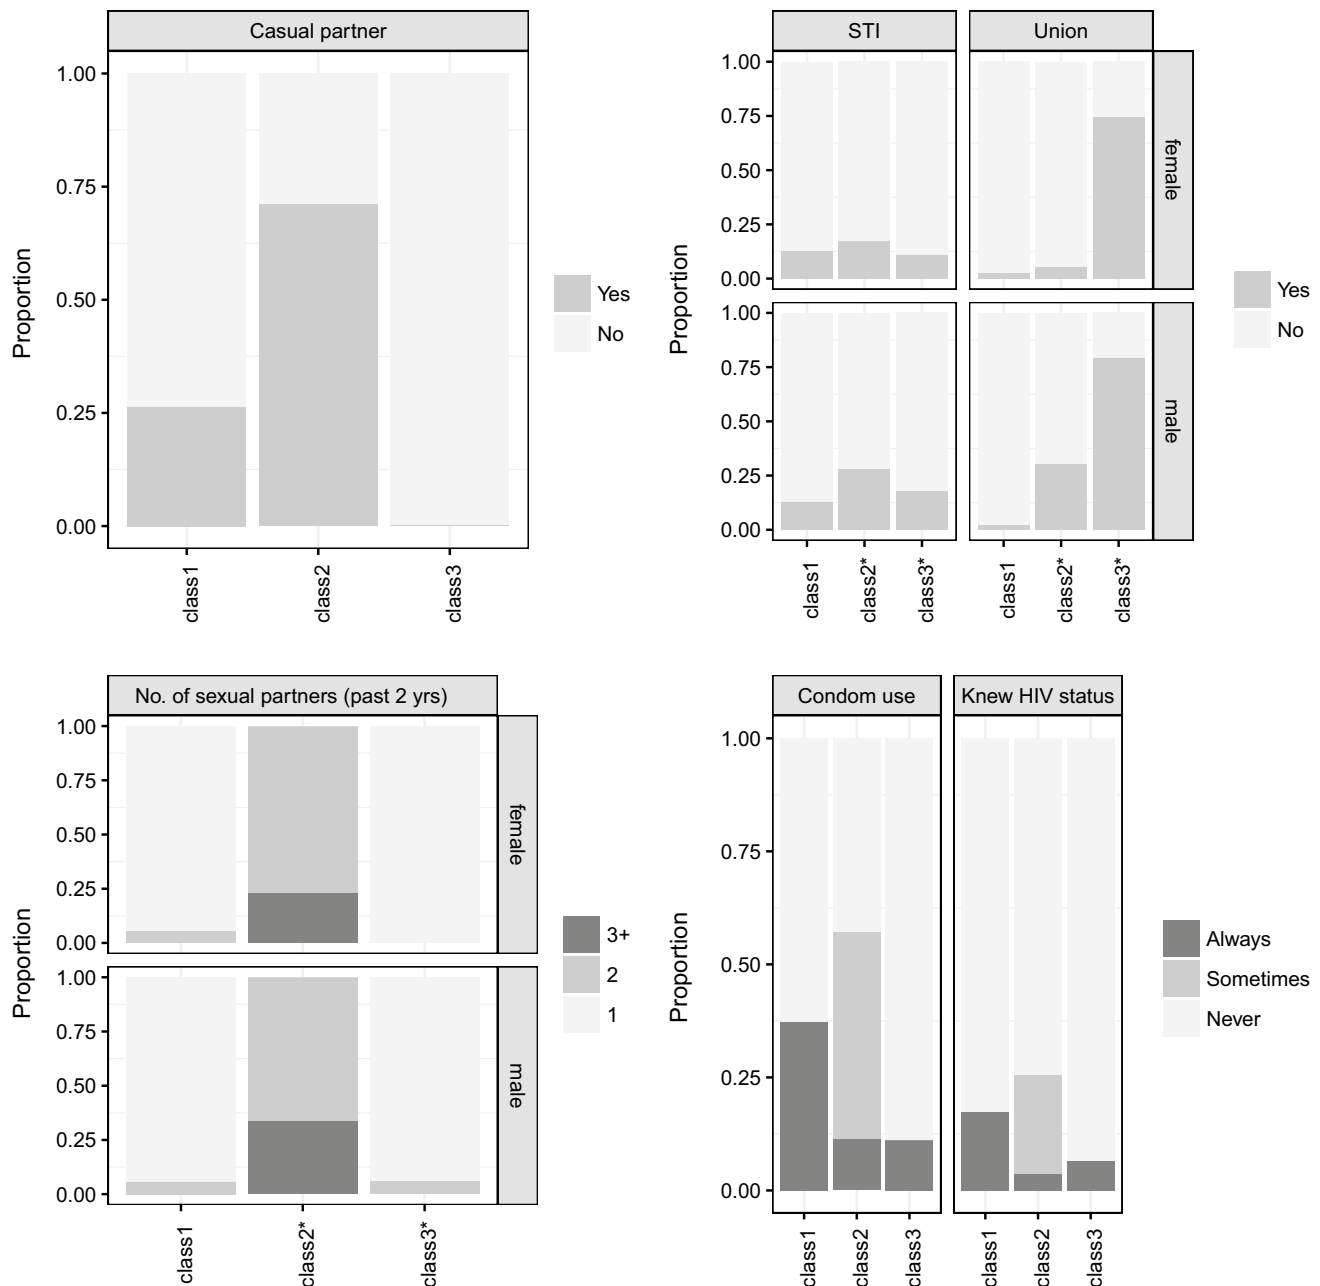 Casual partner
Proportion
1.00
0.75
0.50
0.25
0.00
class1
class2
class3
Yes
No
STI
Union
Proportion
1.00
0.75
0.50
0.25
0.00
female
1.00
0.75
0.50
0.25
0.00
male
class1
class2*
class3*
class1
class2*
class3*
Yes
No
No. of sexual partners (past 2 yrs)
Proportion
1.00
0.75
0.50
0.25
0.00
female
1.00
0.75
0.50
0.25
0.00
male
class1
class2*
class3*
3+
2
1
Condom use
Knew HIV status
Proportion
1.00
0.75
0.50
0.25
0.00
class1
class2
class3
class1
class2
class3
Always
Sometimes
Never